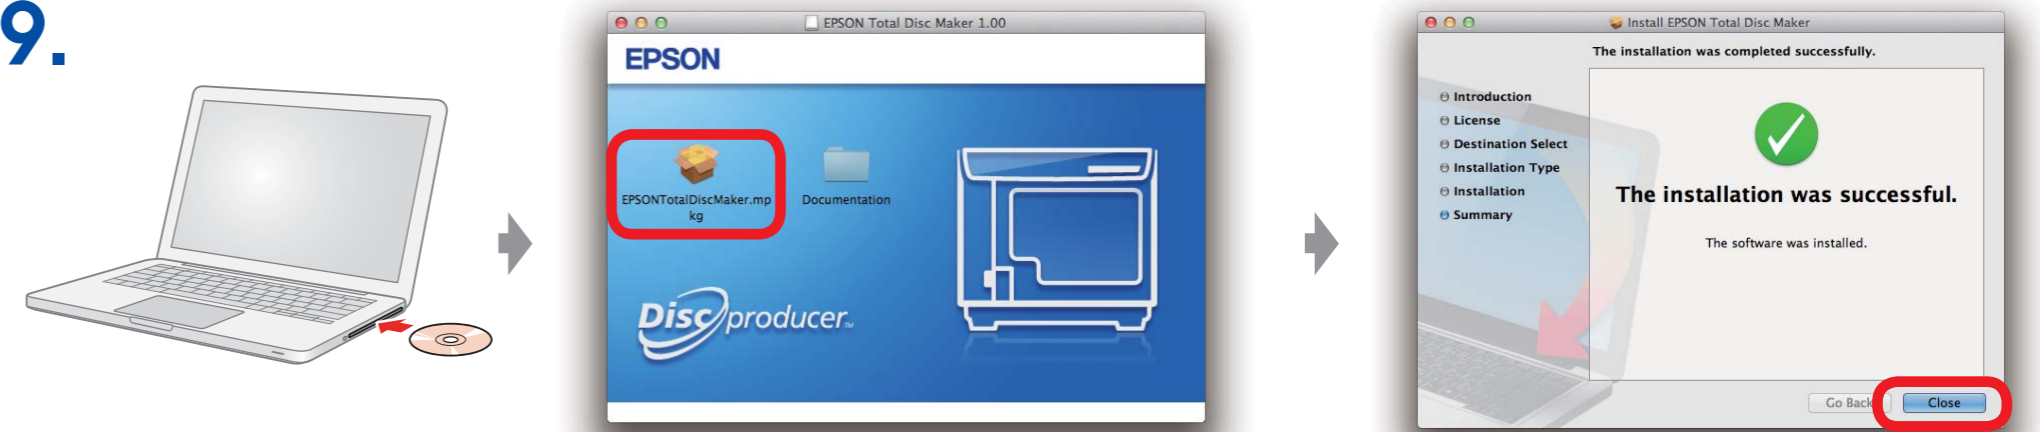 9.
EPSON Total Disc Maker 1.00
EPSON
EPSONTotalDiscMaker.mp
kg
Documentation
Discproducer™
Install EPSON Total Disc Maker
The installation was completed successfully.
Introduction
License
Destination Select
Installation Type
Installation
Summary
The installation was successful.
The software was installed.
Go Back
Close